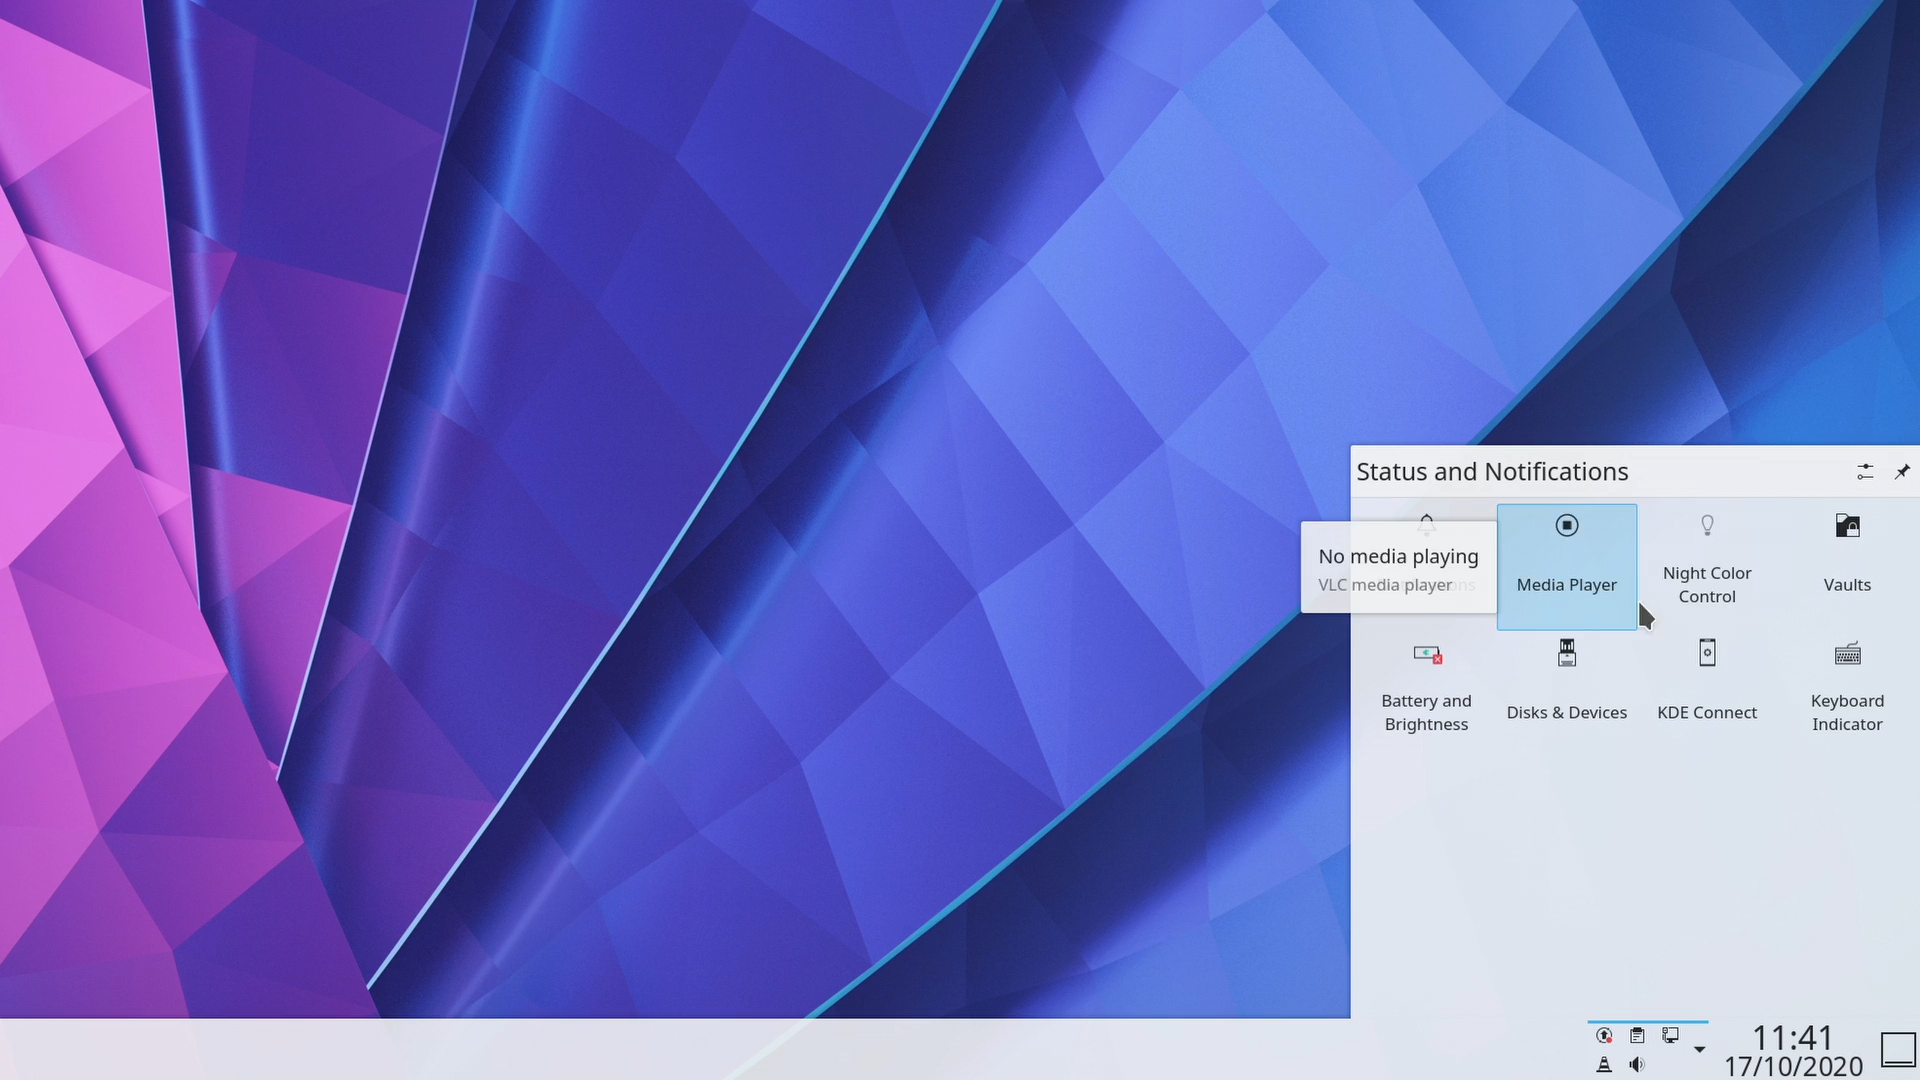 Status and Notifications
No media playing
VLC media player
Media Player
Night Color
Control
Vaults
Battery and
Brightness
Disks & Devices
KDE Connect
Keyboard
Indicator
11:41
17/10/2020